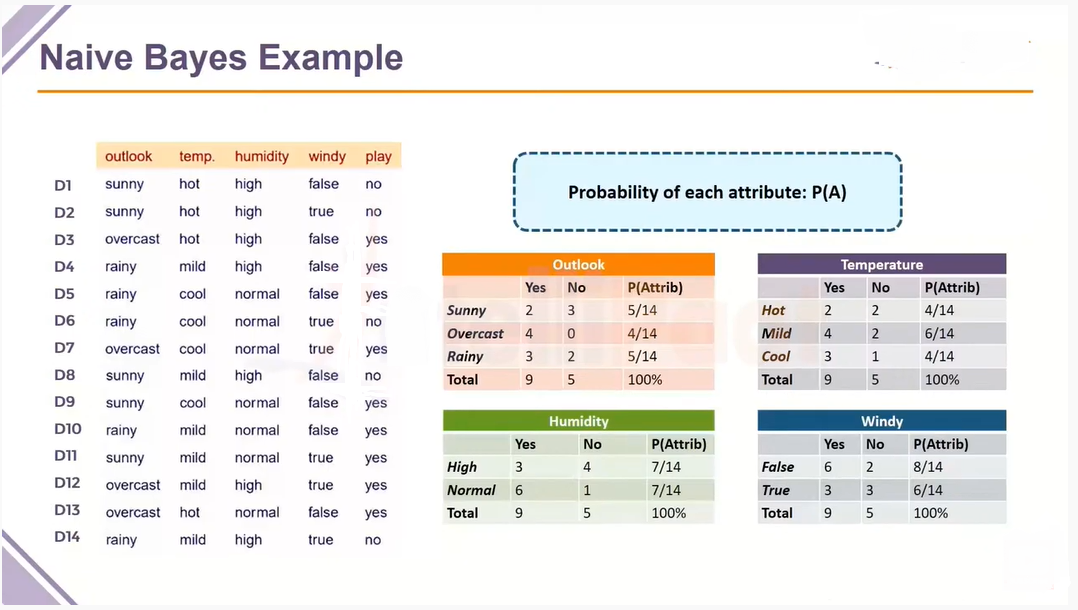 Naive Bayes Example
outlook temp. humidity windy play
D1 sunny hot high false no
D2 sunny hot high true no
D3 overcast hot high false yes
D4 rainy mild high false yes
D5 rainy cool normal false yes
D6 rainy cool normal true no
D7 overcast cool normal true yes
D8 sunny mild high false no
D9 sunny cool normal false yes
D10 rainy mild normal false yes
D11 sunny mild normal true yes
D12 overcast mild high true yes
D13 overcast hot normal false yes
D14 rainy mild high true no
Probability of each attribute: P(A)
Outlook
Yes No P(Attrib)
Sunny 2 3 5/14
Overcast 4 0 4/14
Rainy 3 2 5/14
Total 9 5 100%
Temperature
Yes No P(Attrib)
Hot 2 2 4/14
Mild 4 2 6/14
Cool 3 1 4/14
Total 9 5 100%
Humidity
Yes No P(Attrib)
High 3 4 7/14
Normal 6 1 7/14
Total 9 5 100%
Windy
Yes No P(Attrib)
False 6 2 8/14
True 3 3 6/14
Total 9 5 100%